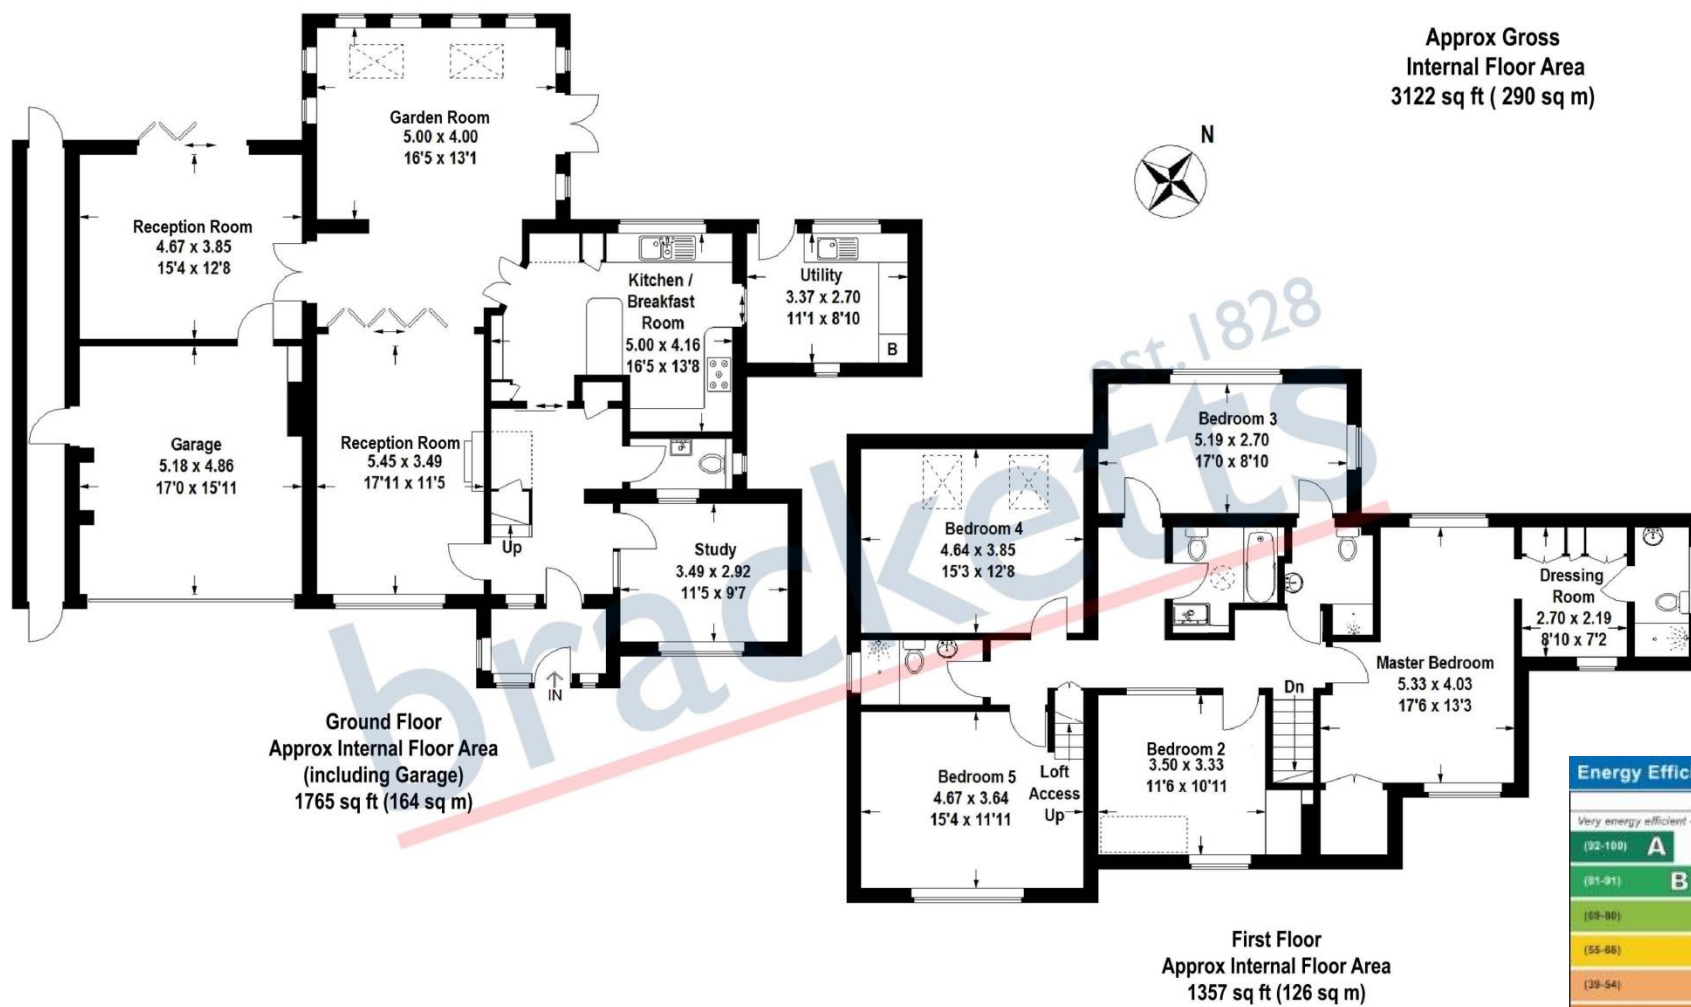 Approx Gross
Internal Floor Area
3122 sq ft ( 290 sq m)
N
Garden Room
5.00 x 4.00
16'5 x 13'1
Reception Room
4.67 x 3.85
15'4 x 12'8
Kitchen /
Breakfast
Room
5.00 x 4.16
16'5 x 13'8
Utility
3.37 x 2.70
11'1 x 8'10
B
Garage
5.18 x 4.86
17'0 x 15'11
Reception Room
5.45 x 3.49
17'11 x 11'5
Up
Study
3.49 x 2.92
11'5 x 9'7
IN
Ground Floor
Approx Internal Floor Area
(including Garage)
1765 sq ft (164 sq m)
est.1828
bracketts
Bedroom 3
5.19 x 2.70
17'0 x 8'10
Bedroom 4
4.64 x 3.85
15'3 x 12'8
Dressing
Room
2.70 x 2.19
8'10 x 7'2
Master Bedroom
5.33 x 4.03
17'6 x 13'3
Dn
Bedroom 2
3.50 x 3.33
11'6 x 10'11
Bedroom 5
4.67 x 3.64
15'4 x 11'11
Loft
Access
Up
First Floor
Approx Internal Floor Area
1357 sq ft (126 sq m)
Energy Effic
Very energy efficient
(92-100) A
(81-91) B
(69-80)
(55-68)
(39-54)